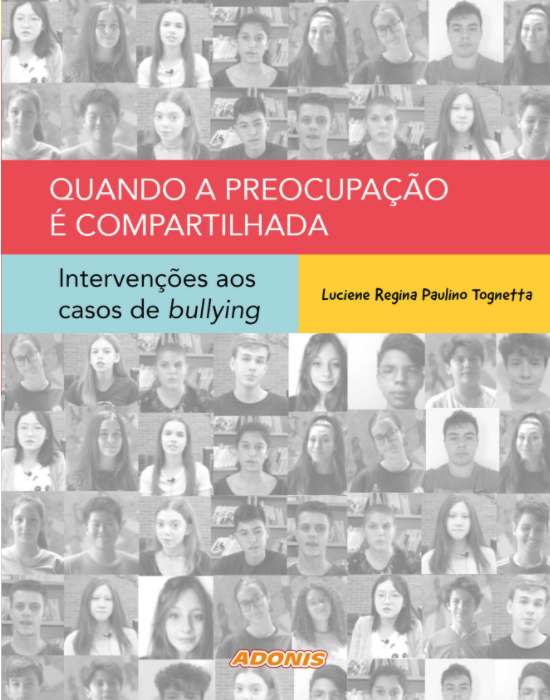 QUANDO A PREOCUPAÇÃO
É COMPARTILHADA
Intervenções aos
casos de bullying
Luciene Regina Paulino Tognetta
ADONIS